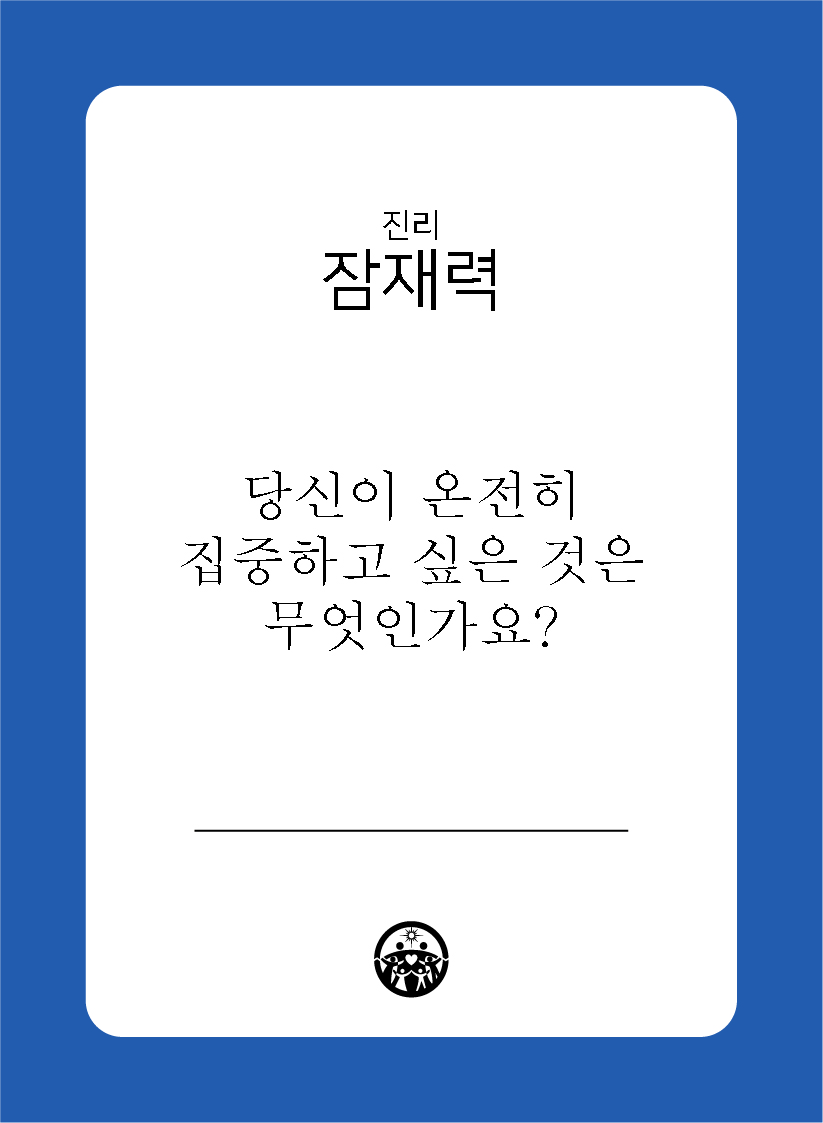 진리
잠재력
당신이 온전히
집중하고 싶은 것은
무엇인가요?